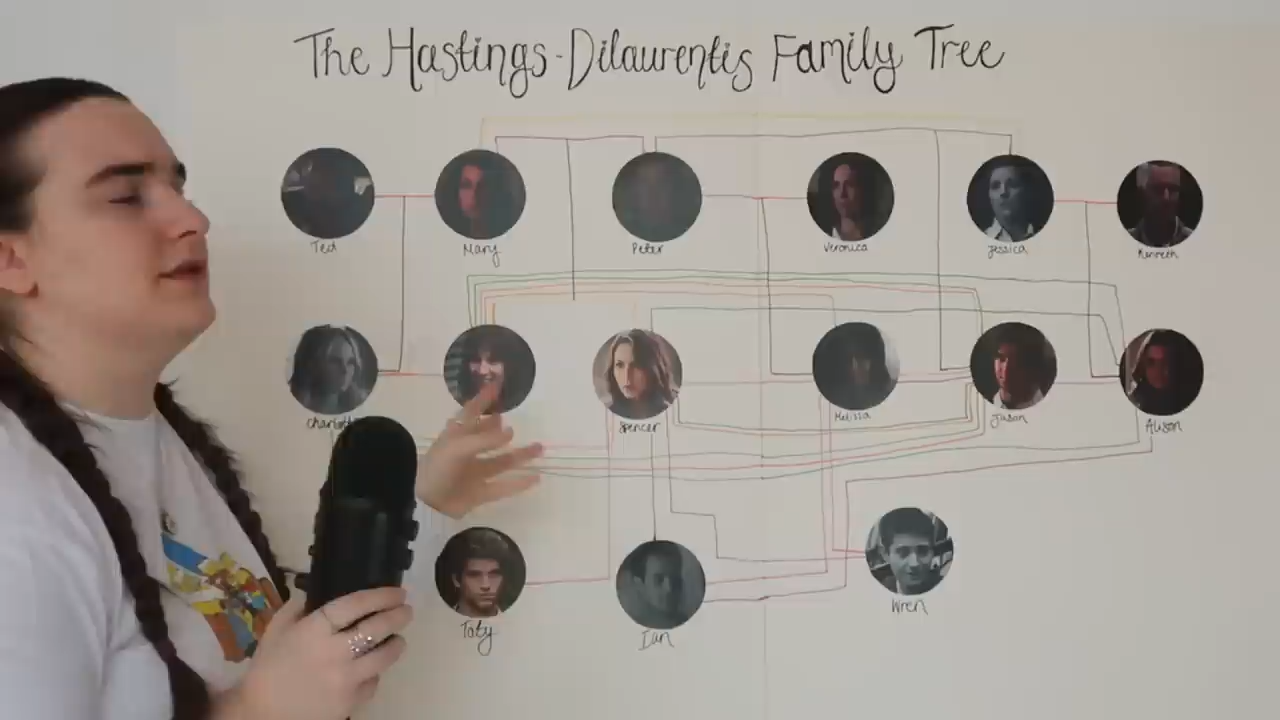 The Hastings-Dilaurentis Family Tree
Ted
Mary
Peter
Veronica
Jessica
Kenneth
Spencer
Melissa
Jason
Alison
Toby
Ian
Wren